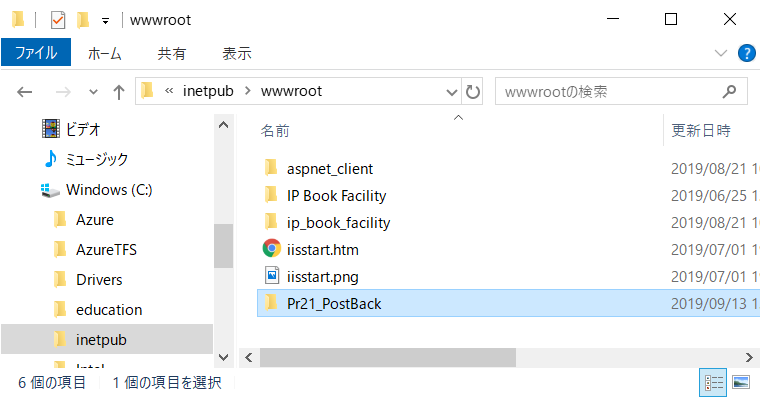 wwwroot
ファイル ホーム 共有 表示
« inetpub › wwwroot wwwrootの検索
名前 更新日時
ビデオ
ミュージック
Windows (C:)
Azure
AzureTFS
Drivers
education
inetpub
Intel
aspnet_client 2019/08/21
IP Book Facility 2019/06/25
ip_book_facility 2019/08/21
iisstart.htm 2019/07/01
iisstart.png 2019/07/01
Pr21_PostBack 2019/09/13
6 個の項目 1 個の項目を選択